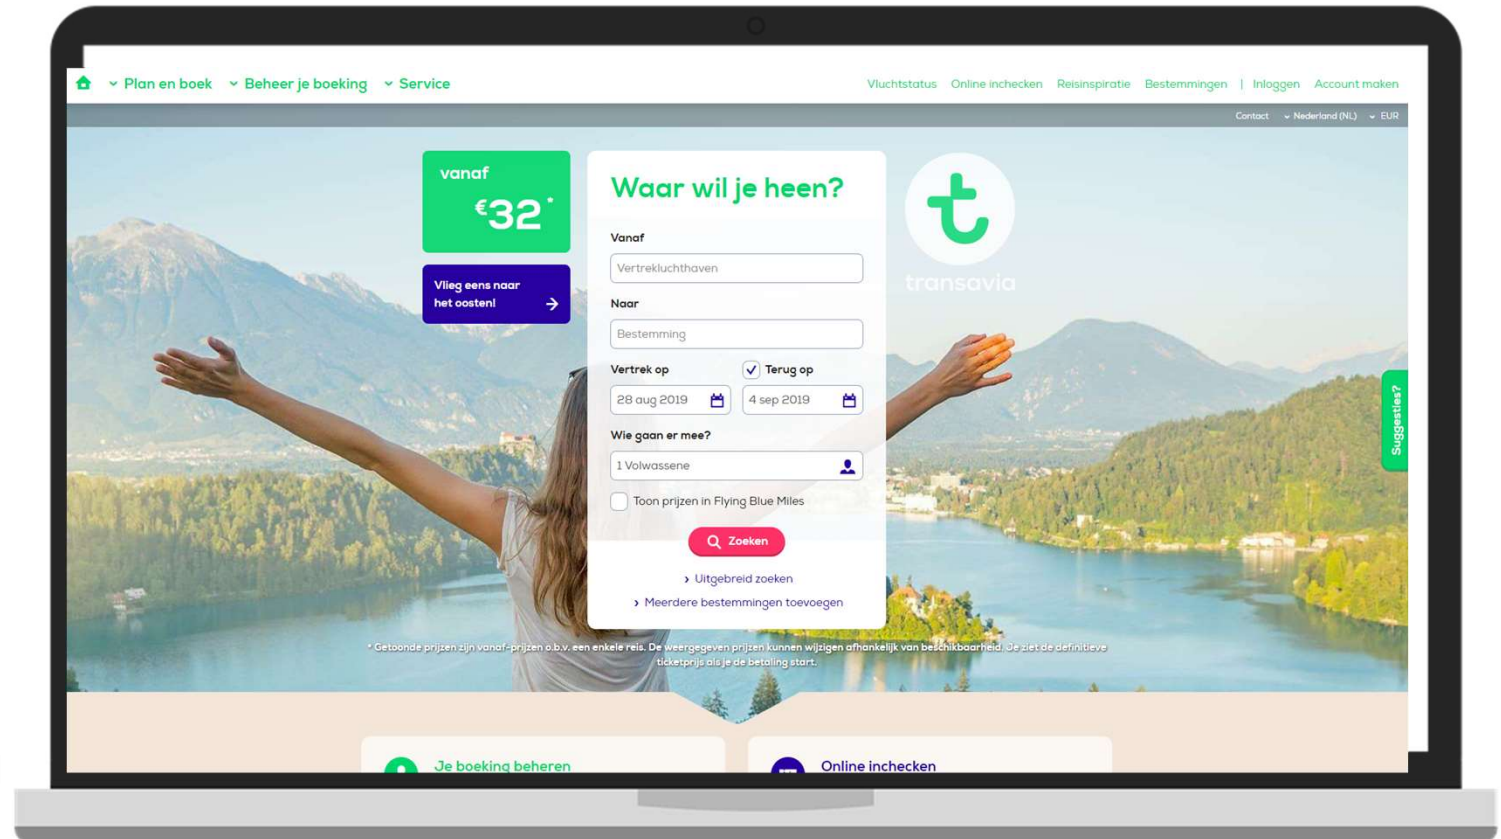 Plan en boek
Beheer je boeking
Service
Vluchtstatus
Online inchecken
Reisinspiratie
Bestemmingen
|
Inloggen
Account maken
Contact
Nederland (NL)
EUR
vanaf
€32*
Vlieg eens naar
het oosten!
Waar wil je heen?
Vanaf
Vertrekluchthaven
Naar
Bestemming
Vertrek op
Terug op
28 aug 2019
4 sep 2019
Wie gaan er mee?
1 Volwassene
Toon prijzen in Flying Blue Miles
Zoeken
Uitgebreid zoeken
Meerdere bestemmingen toevoegen
transavia
Suggesties?
* Getoonde prijzen zijn vanaf-prijzen o.b.v. een enkele reis. De weergegeven prijzen kunnen wijzigen afhankelijk van beschikbaarheid. Je ziet de definitieve
ticketprijs als je de betaling start.
Je boeking beheren
Online inchecken